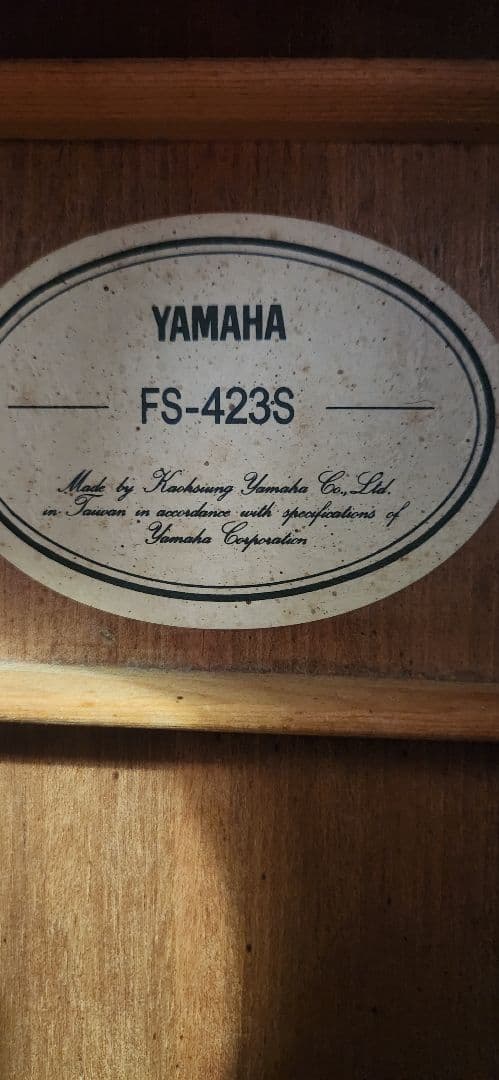 YAMAHA
FS-423S
Made by Kaohsiung Yamaha Co., Ltd.
in Taiwan in accordance with specifications of
Yamaha Corporation